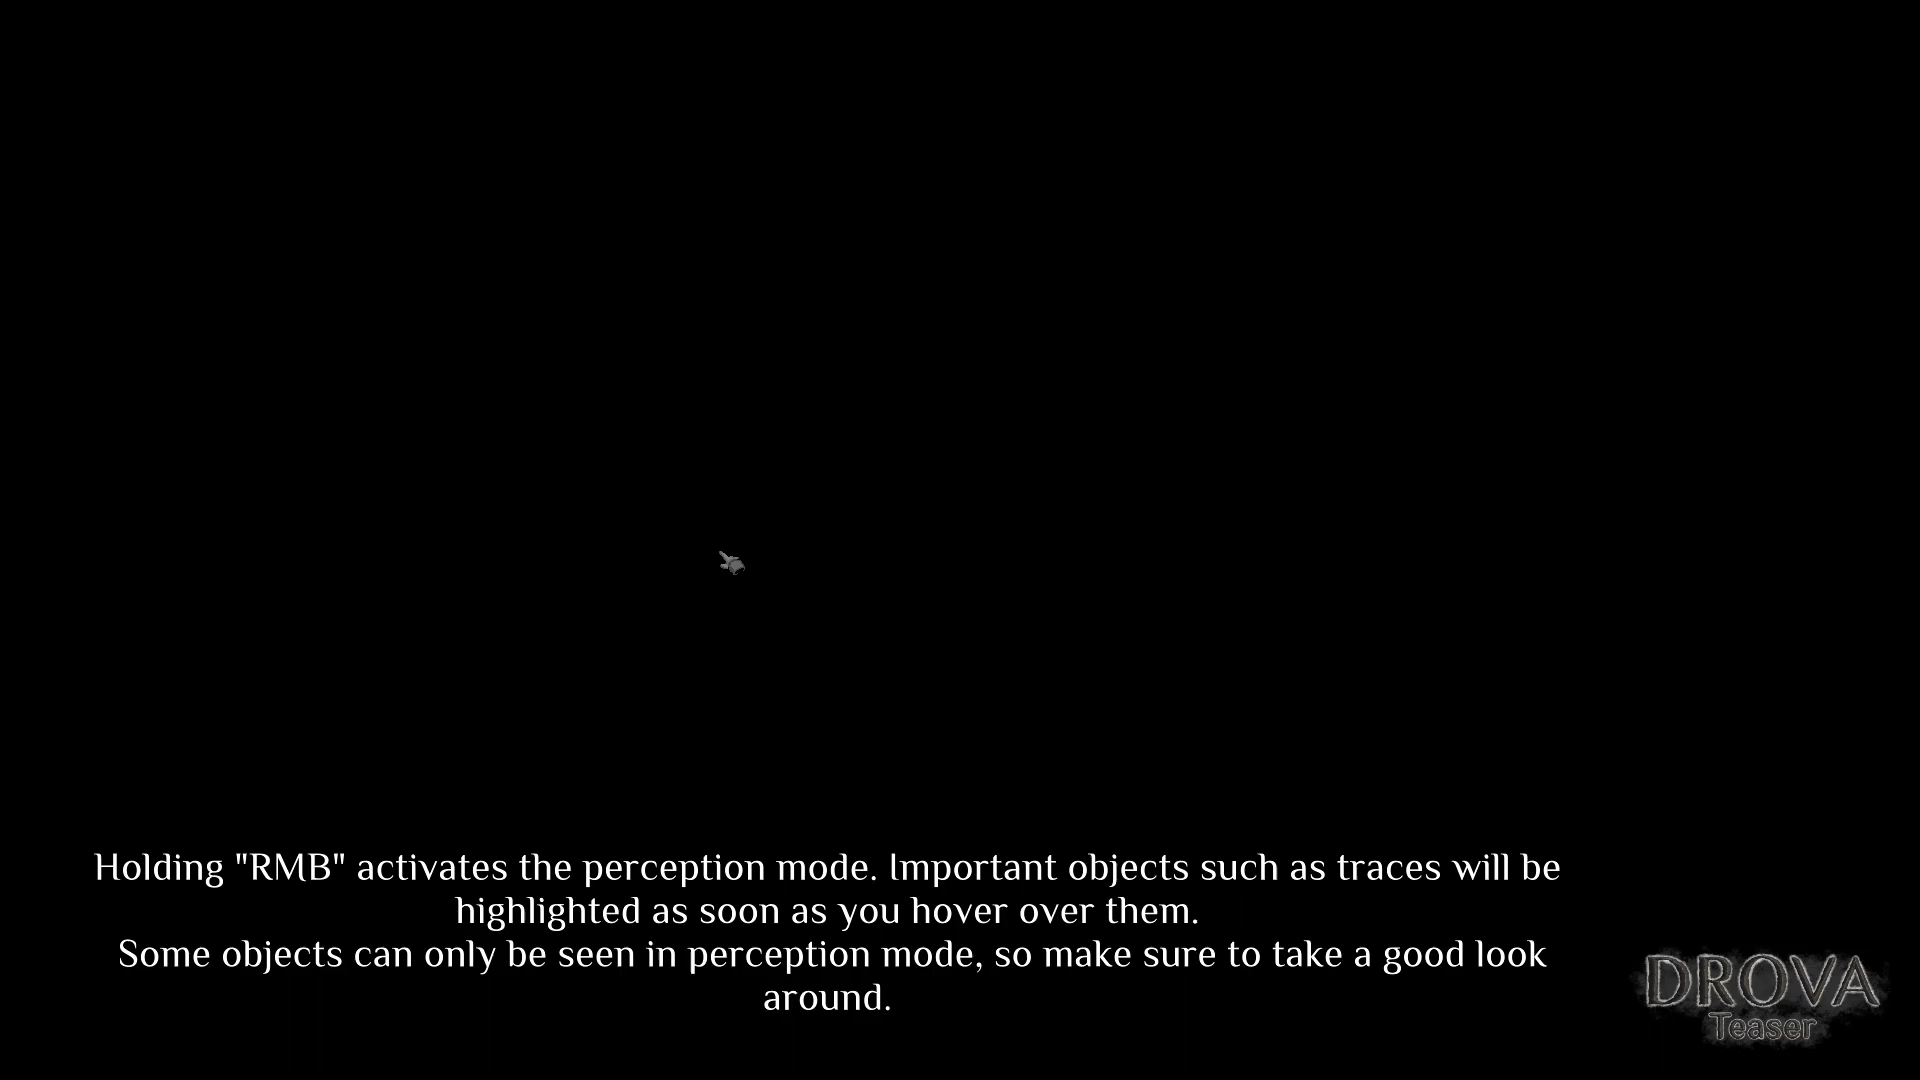 Holding "RMB" activates the perception mode. Important objects such as traces will be
highlighted as soon as you hover over them.
Some objects can only be seen in perception mode, so make sure to take a good look
around.
DROVA
Teaser